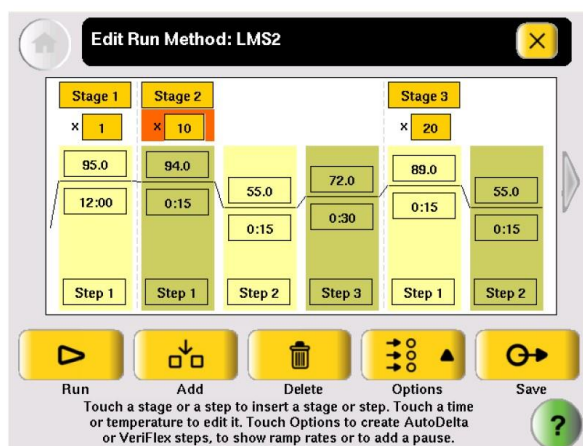 Edit Run Method: LMS2
Stage 1 Stage 2 Stage 3
x 1 x 10 x 20
95.0 94.0 55.0 72.0 89.0 55.0
12:00 0:15 0:15 0:30 0:15 0:15
Step 1 Step 1 Step 2 Step 3 Step 1 Step 2
Run Add Delete Options Save
Touch a stage or a step to insert a stage or step. Touch a time
or temperature to edit it. Touch Options to create AutoDelta
or VeriFlex steps, to show ramp rates or to add a pause.
?